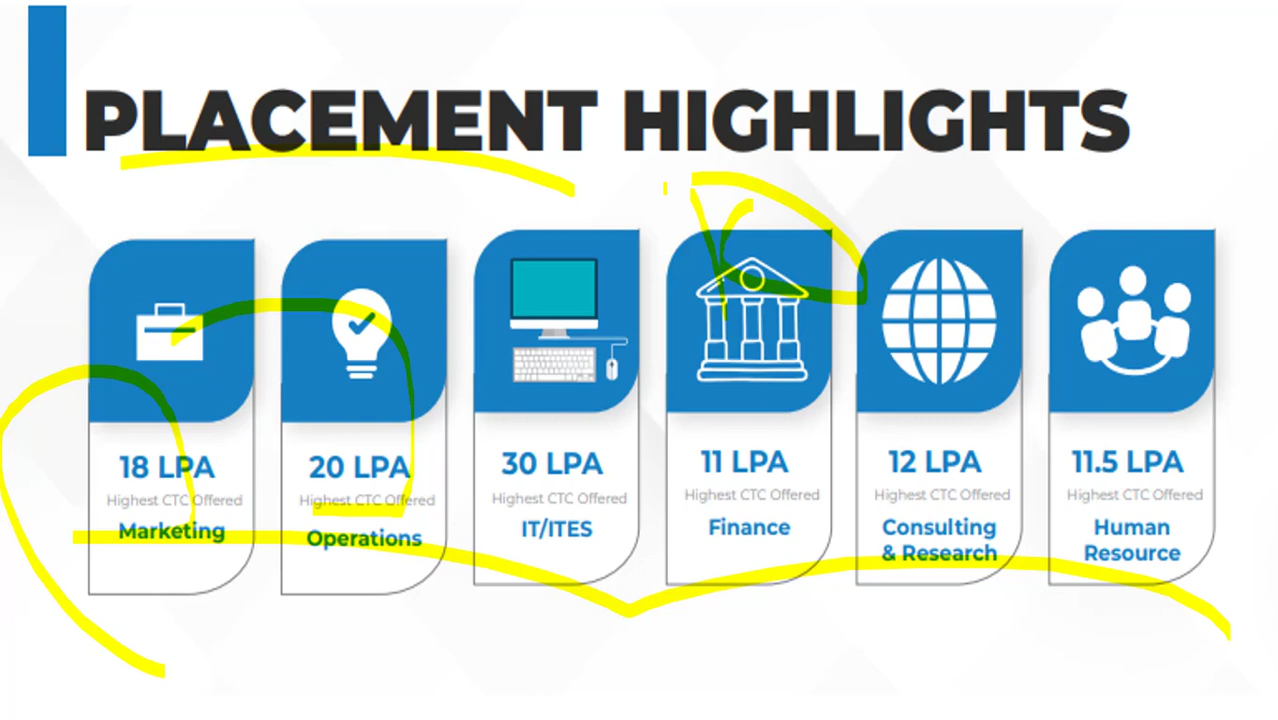 PLACEMENT HIGHLIGHTS
18 LPA
Highest CTC Offered
Marketing
20 LPA
Highest CTC Offered
Operations
30 LPA
Highest CTC Offered
IT/ITES
11 LPA
Highest CTC Offered
Finance
12 LPA
Highest CTC Offered
Consulting
& Research
11.5 LPA
Highest CTC Offered
Human
Resource